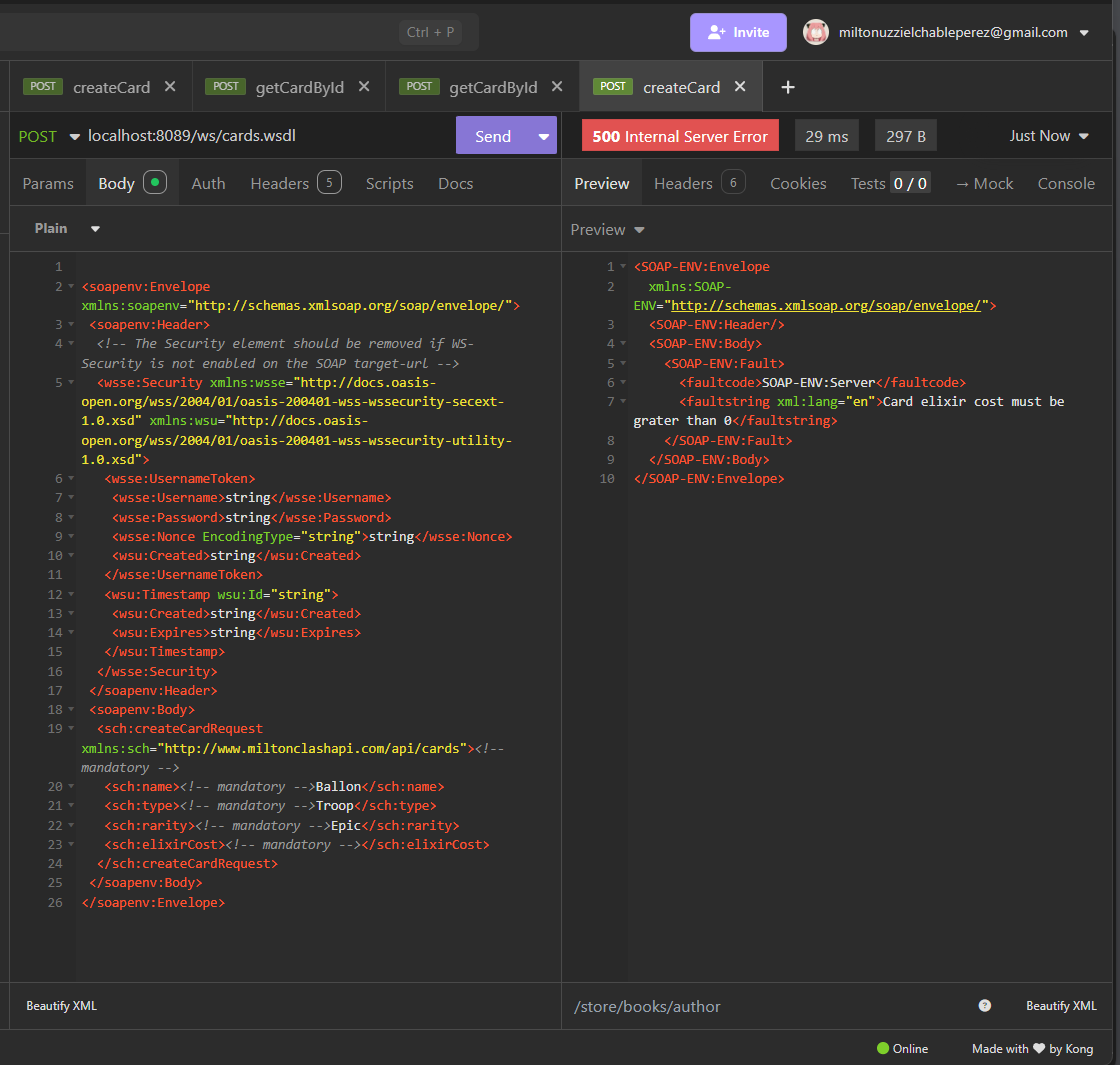 Ctrl + P
Invite
miltonuzzielchableperez@gmail.com
POST createCard
POST getCardById
POST getCardById
POST createCard
POST localhost:8089/ws/cards.wsdl
Send
500 Internal Server Error
29 ms
297 B
Just Now
Params Body Auth Headers 5 Scripts Docs
Preview Headers 6 Cookies Tests 0 / 0 → Mock Console
Plain
Preview
1
2 <soapenv:Envelope
xmlns:soapenv="http://schemas.xmlsoap.org/soap/envelope/">
3 <soapenv:Header>
4 <!-- The Security element should be removed if WS-
Security is not enabled on the SOAP target-url -->
5 <wsse:Security xmlns:wsse="http://docs.oasis-
open.org/wss/2004/01/oasis-200401-wss-wssecurity-secext-
1.0.xsd" xmlns:wsu="http://docs.oasis-
open.org/wss/2004/01/oasis-200401-wss-wssecurity-utility-
1.0.xsd">
6 <wsse:UsernameToken>
7 <wsse:Username>string</wsse:Username>
8 <wsse:Password>string</wsse:Password>
9 <wsse:Nonce EncodingType="string">string</wsse:Nonce>
10 <wsu:Created>string</wsu:Created>
11 </wsse:UsernameToken>
12 <wsu:Timestamp wsu:Id="string">
13 <wsu:Created>string</wsu:Created>
14 <wsu:Expires>string</wsu:Expires>
15 </wsu:Timestamp>
16 </wsse:Security>
17 </soapenv:Header>
18 <soapenv:Body>
19 <sch:createCardRequest
xmlns:sch="http://www.miltonclashapi.com/api/cards"><!--
mandatory -->
20 <sch:name><!-- mandatory -->Ballon</sch:name>
21 <sch:type><!-- mandatory -->Troop</sch:type>
22 <sch:rarity><!-- mandatory -->Epic</sch:rarity>
23 <sch:elixirCost><!-- mandatory --></sch:elixirCost>
24 </sch:createCardRequest>
25 </soapenv:Body>
26 </soapenv:Envelope>
1 <SOAP-ENV:Envelope
2 xmlns:SOAP-
ENV="http://schemas.xmlsoap.org/soap/envelope/">
3 <SOAP-ENV:Header/>
4 <SOAP-ENV:Body>
5 <SOAP-ENV:Fault>
6 <faultcode>SOAP-ENV:Server</faultcode>
7 <faultstring xml:lang="en">Card elixir cost must be
grater than 0</faultstring>
8 </SOAP-ENV:Fault>
9 </SOAP-ENV:Body>
10 </SOAP-ENV:Envelope>
Beautify XML
/store/books/author
?
Beautify XML
Online
Made with ❤ by Kong